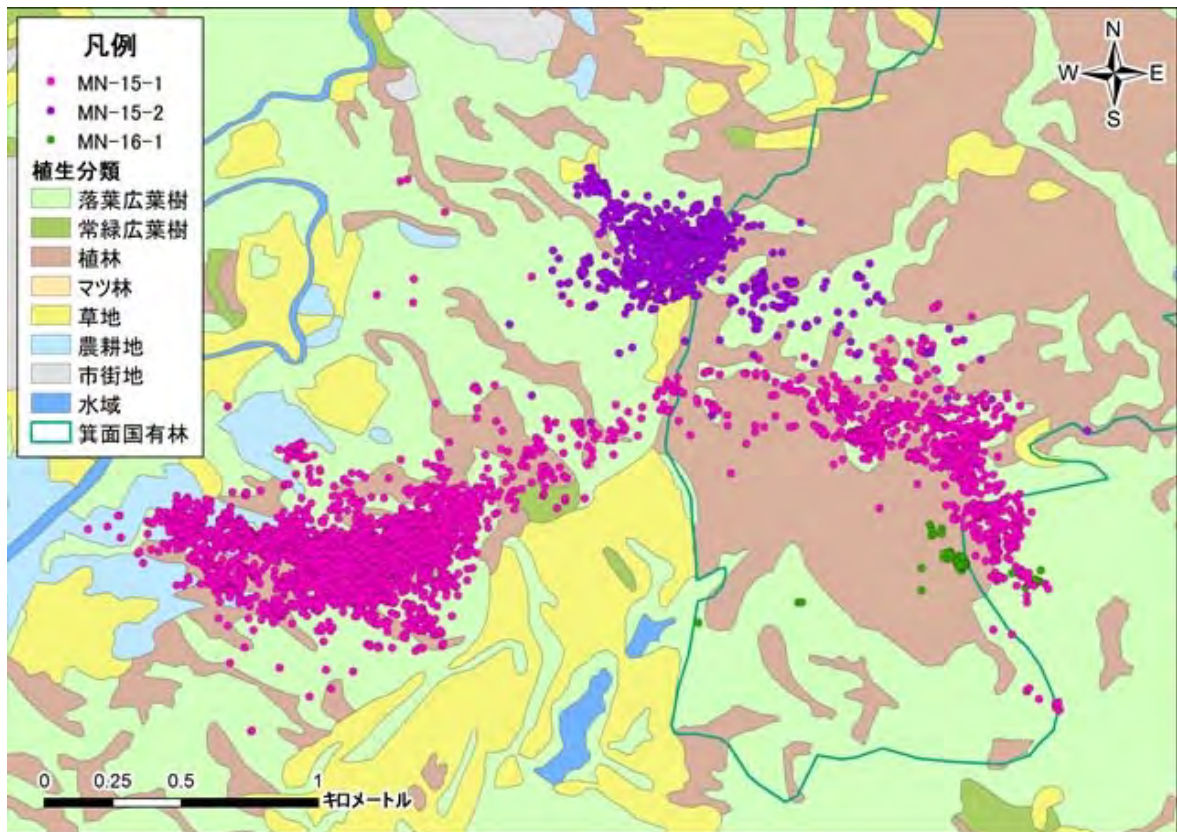 凡例
MN-15-1
MN-15-2
MN-16-1
植生分類
落葉広葉樹
常緑広葉樹
植林
マツ林
草地
農耕地
市街地
水域
箕面国有林
N
W E
S
0 0.25 0.5 1
キロメートル